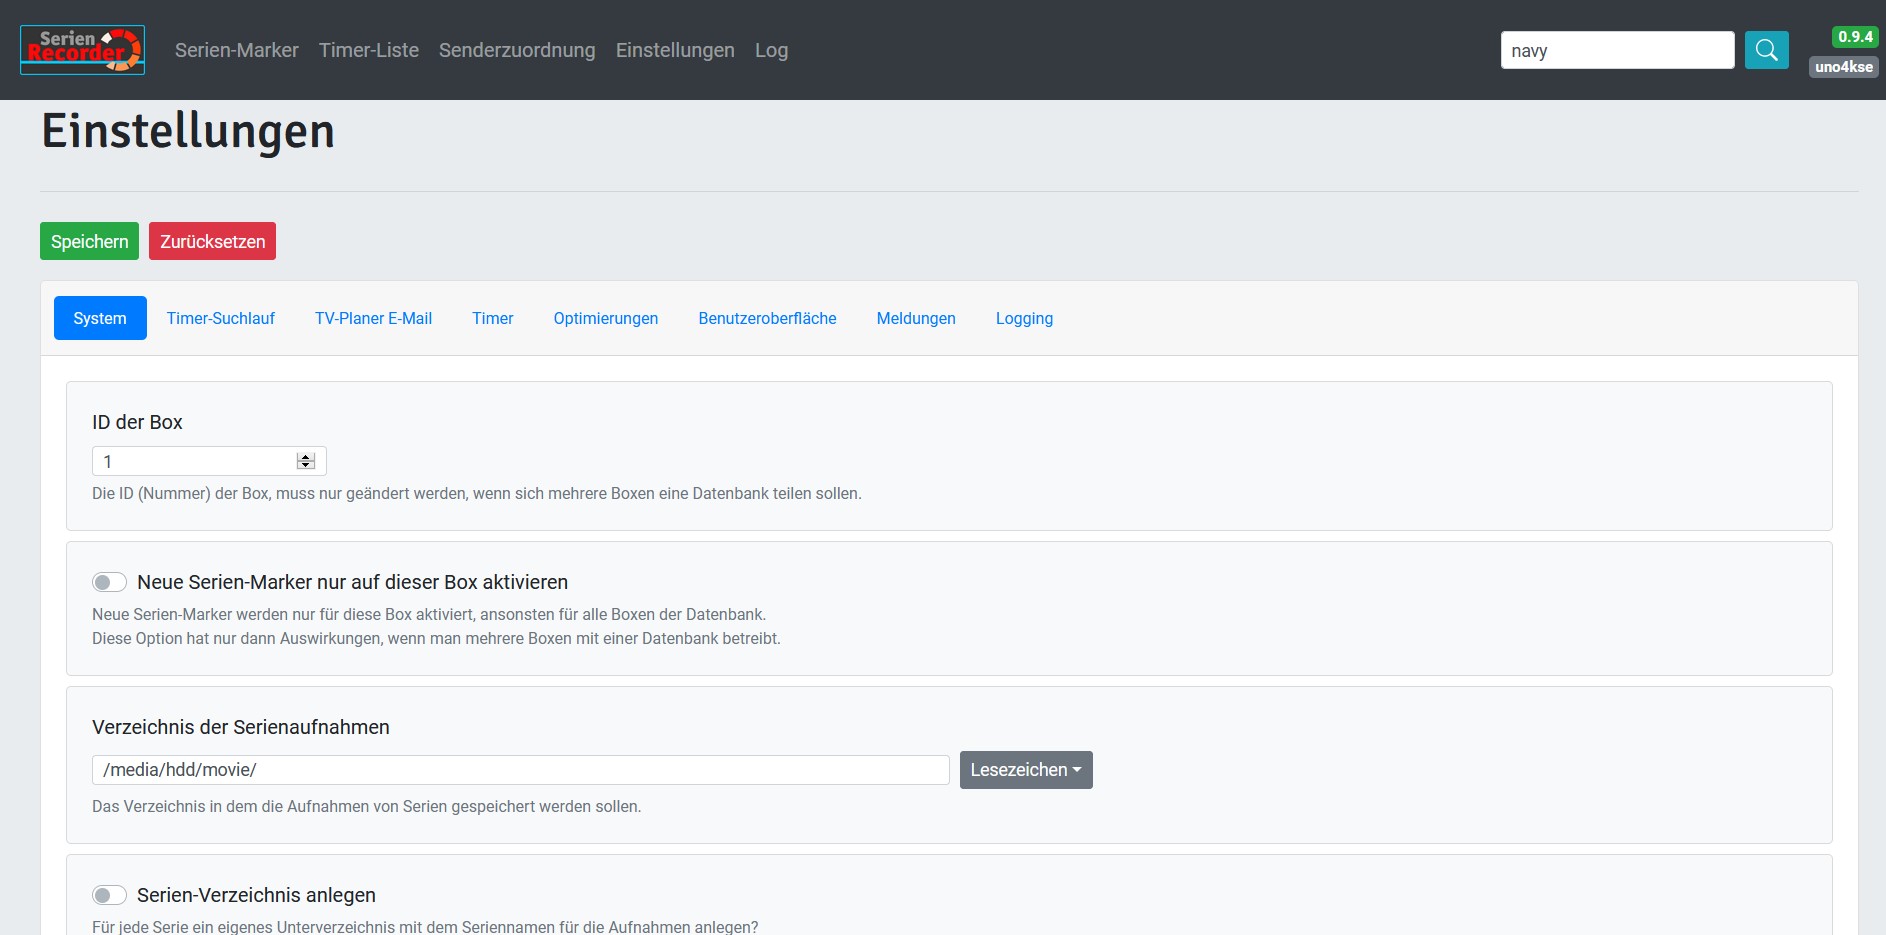 Serien
Recorder
Serien-Marker Timer-Liste Senderzuordnung Einstellungen Log
navy
0.9.4
uno4kse
Einstellungen
Speichern Zurücksetzen
System Timer-Suchlauf TV-Planer E-Mail Timer Optimierungen Benutzeroberfläche Meldungen Logging
ID der Box
1
Die ID (Nummer) der Box, muss nur geändert werden, wenn sich mehrere Boxen eine Datenbank teilen sollen.
Neue Serien-Marker nur auf dieser Box aktivieren
Neue Serien-Marker werden nur für diese Box aktiviert, ansonsten für alle Boxen der Datenbank.
Diese Option hat nur dann Auswirkungen, wenn man mehrere Boxen mit einer Datenbank betreibt.
Verzeichnis der Serienaufnahmen
/media/hdd/movie/ Lesezeichen
Das Verzeichnis in dem die Aufnahmen von Serien gespeichert werden sollen.
Serien-Verzeichnis anlegen
Für jede Serie ein eigenes Unterverzeichnis mit dem Seriennamen für die Aufnahmen anlegen?